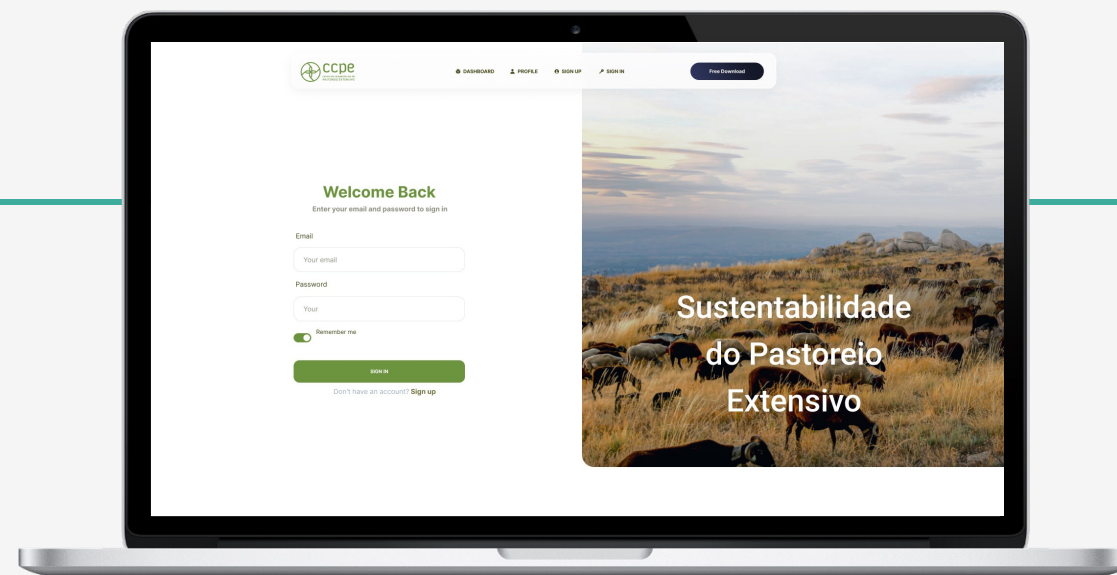 ccpe
DASHBOARD
PROFILE
SIGN UP
SIGN IN
Free Download
Welcome Back
Enter your email and password to sign in
Email
Your email
Password
Your
Remember me
SIGN IN
Don't have an account? Sign up
Sustentabilidade
do Pastoreio
Extensivo